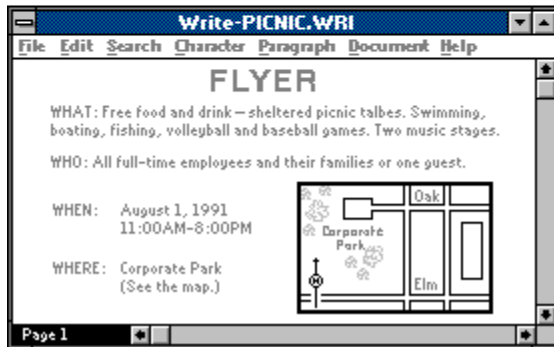 Write-PICNIC.WRI
File Edit Search Character Paragraph Document Help
FLYER
WHAT: Free food and drink — sheltered picnic talbes. Swimming,
boating, fishing, volleyball and baseball games. Two music stages.
WHO: All full-time employees and their families or one guest.
WHEN: August 1, 1991
11:00AM-8:00PM
WHERE: Corporate Park
(See the map.)
Oak
Corporate
Park
Elm
N
Page 1